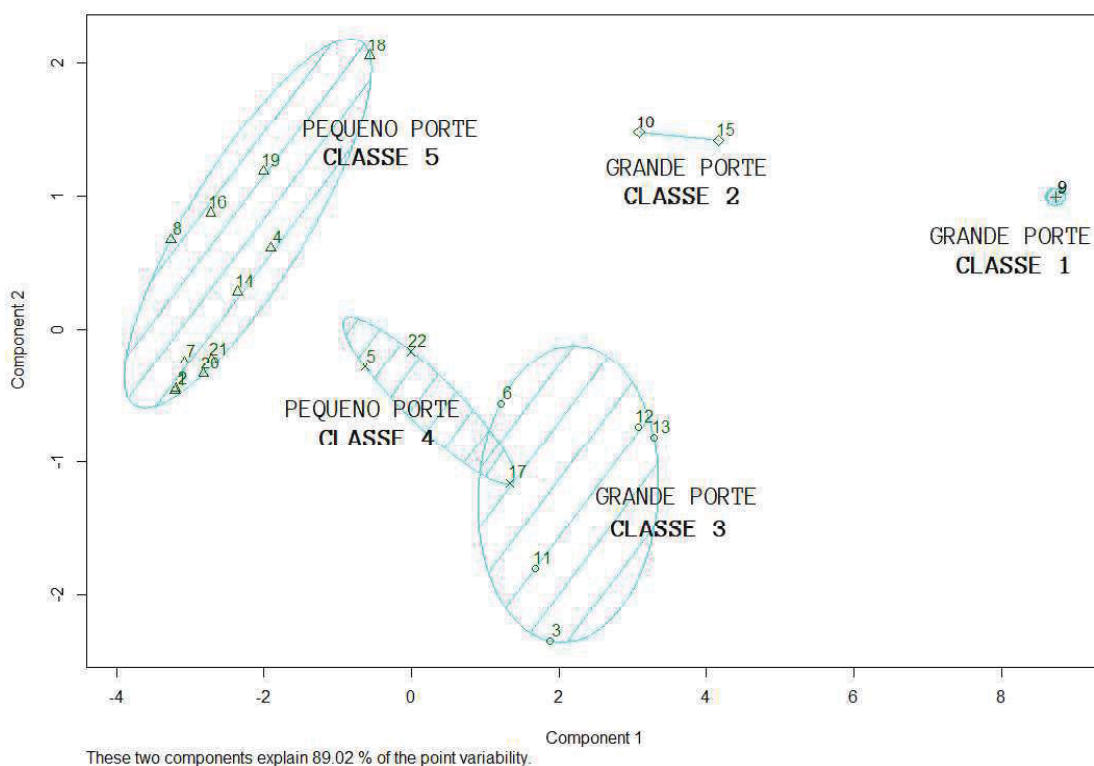 18
2
PEQUENO PORTE
CLASSE 5
10
15
GRANDE PORTE
CLASSE 2
19
1
16
9
8
4
GRANDE PORTE
CLASSE 1
14
0
7
21
20
22
5
1
2
6
PEQUENO PORTE
CLASSE 4
12
13
-1
17
GRANDE PORTE
CLASSE 3
11
-2
3
Component 2
-4
-2
0
2
4
6
8
Component 1
These two components explain 89.02 % of the point variability.